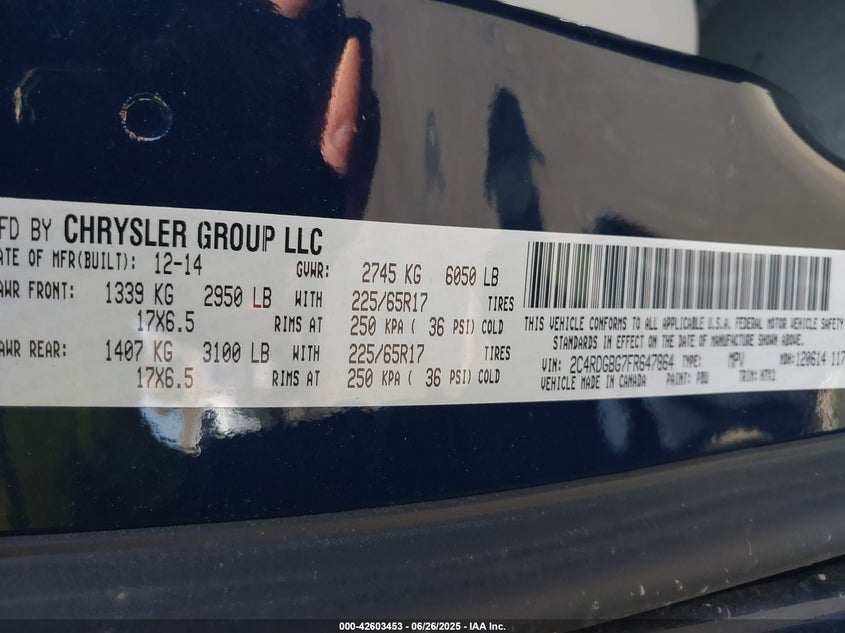 FD BY CHRYSLER GROUP LLC
ATE OF MFR(BUILT): 12-14 GVWR: 2745 KG 6050 LB
AWR FRONT: 1339 KG 2950 LB WITH 225/65R17 TIRES
17X6.5 RIMS AT 250 KPA ( 36 PSI) COLD
AWR REAR: 1407 KG 3100 LB WITH 225/65R17 TIRES
17X6.5 RIMS AT 250 KPA ( 36 PSI) COLD
THIS VEHICLE CONFORMS TO ALL APPLICABLE U.S.A. FEDERAL MOTOR VEHICLE SAFETY
STANDARDS IN EFFECT ON THE DATE OF MANUFACTURE SHOWN ABOVE.
VIN: 2C4RDGBG7FR647864 TYPE: MPV MDH: 120614 117
VEHICLE MADE IN CANADA PAINT: PBU TRIM:
000-42603453 - 06/26/2025 - IAA Inc.